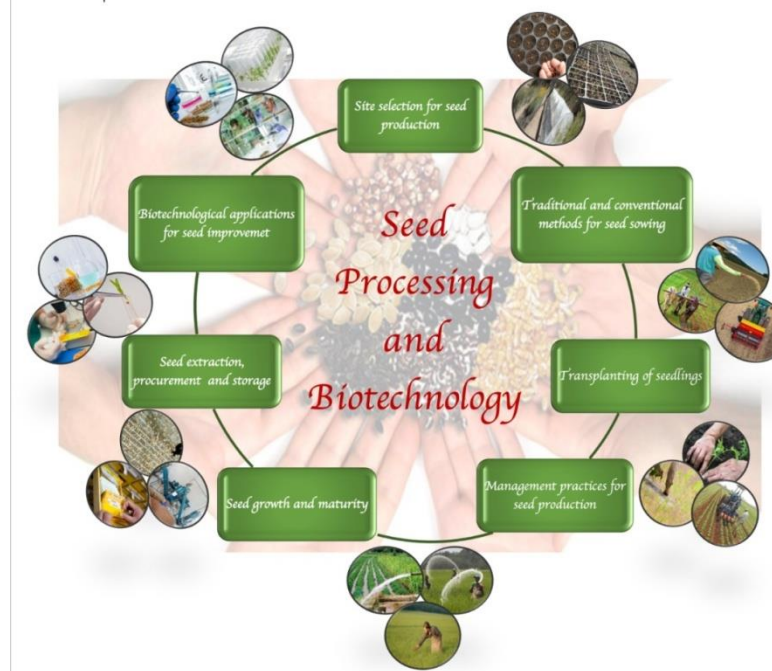 Site selection for seed
production
Traditional and conventional
methods for seed sowing
Transplanting of seedlings
Management practices for
seed production
Seed growth and maturity
Seed extraction,
procurement and storage
Biotechnological applications
for seed improvemet
Seed
Processing
and
Biotechnology